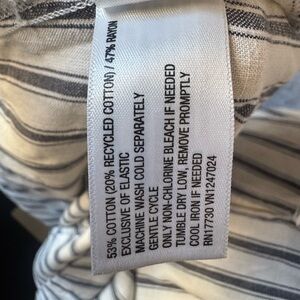 53% COTTON (20% RECYCLED COTTON) / 47% RAYON
EXCLUSIVE OF ELASTIC
MACHINE WASH COLD SEPARATELY
GENTLE CYCLE
ONLY NON-CHLORINE BLEACH IF NEEDED
TUMBLE DRY LOW, REMOVE PROMPTLY
COOL IRON IF NEEDED
RN17730 VN1247024